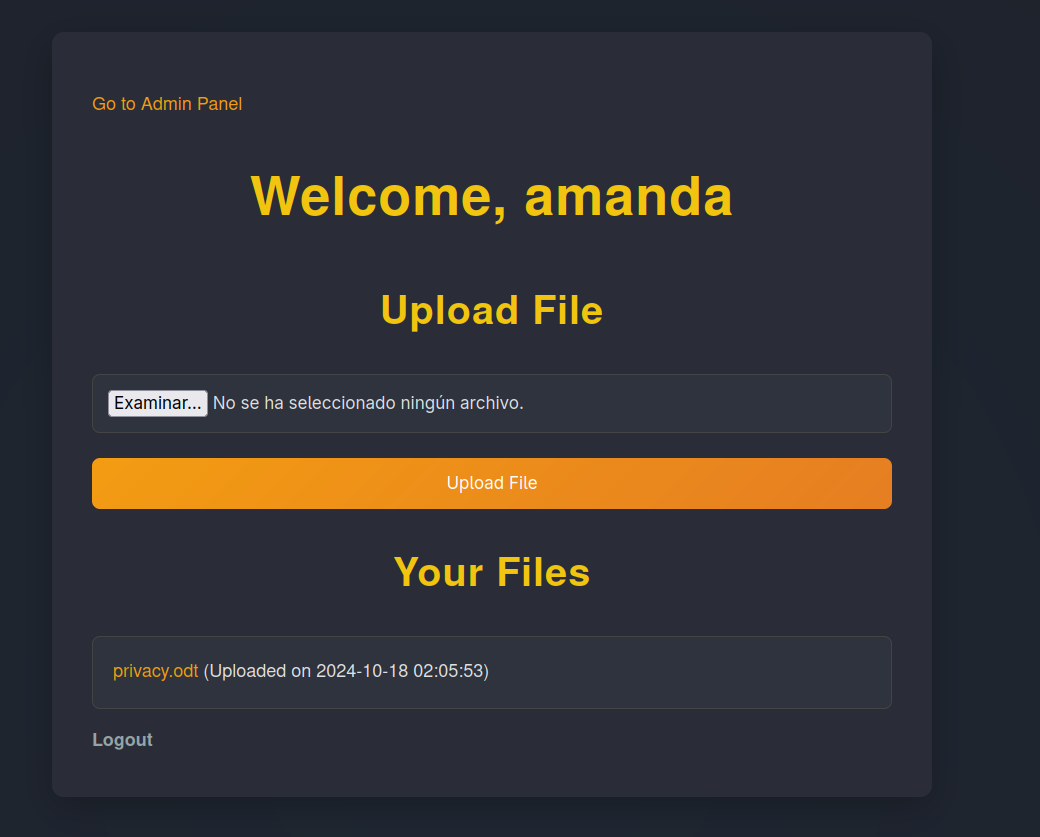 Go to Admin Panel
Welcome, amanda
Upload File
Examinar... No se ha seleccionado ningún archivo.
Upload File
Your Files
privacy.odt (Uploaded on 2024-10-18 02:05:53)
Logout